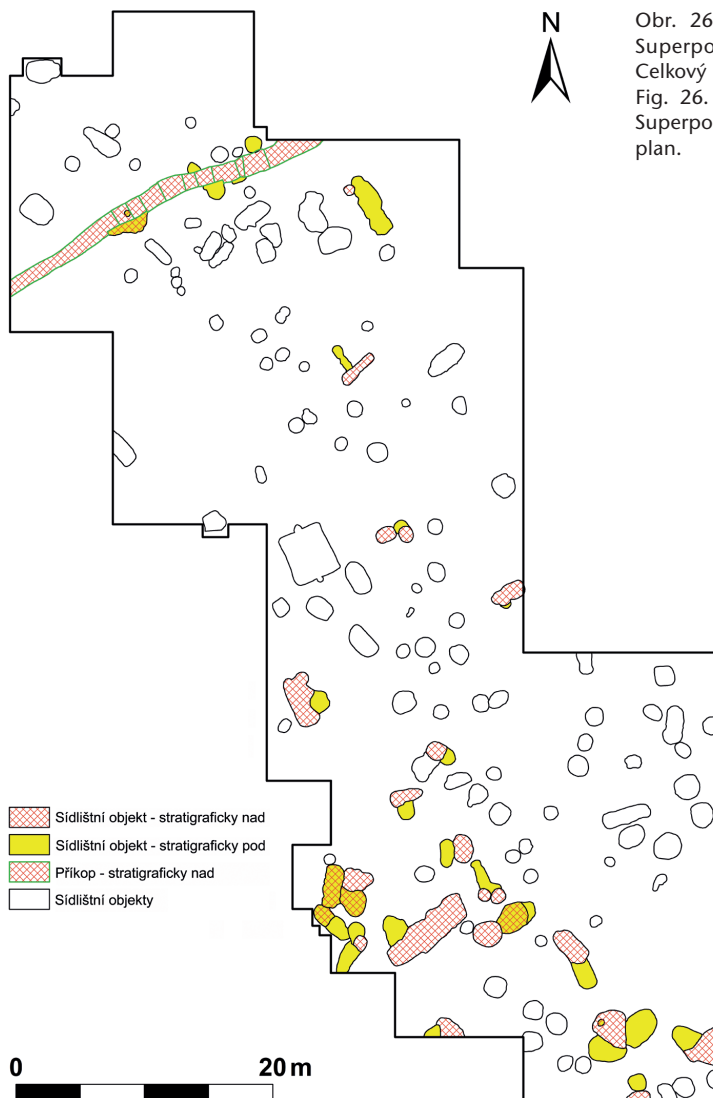 N
Obr. 26
Superpo
Celkový
Fig. 26.
Superpo
plan.
Sídlištní objekt - stratigraficky nad
Sídlištní objekt - stratigraficky pod
Příkop - stratigraficky nad
Sídlištní objekty
0 20 m